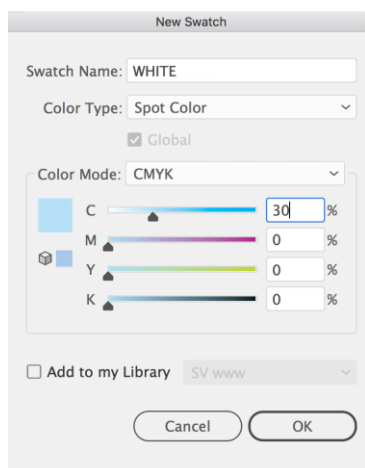 New Swatch
Swatch Name: WHITE
Color Type: Spot Color
Global
Color Mode: CMYK
C 30 %
M 0 %
Y 0 %
K 0 %
Add to my Library SV www
Cancel OK